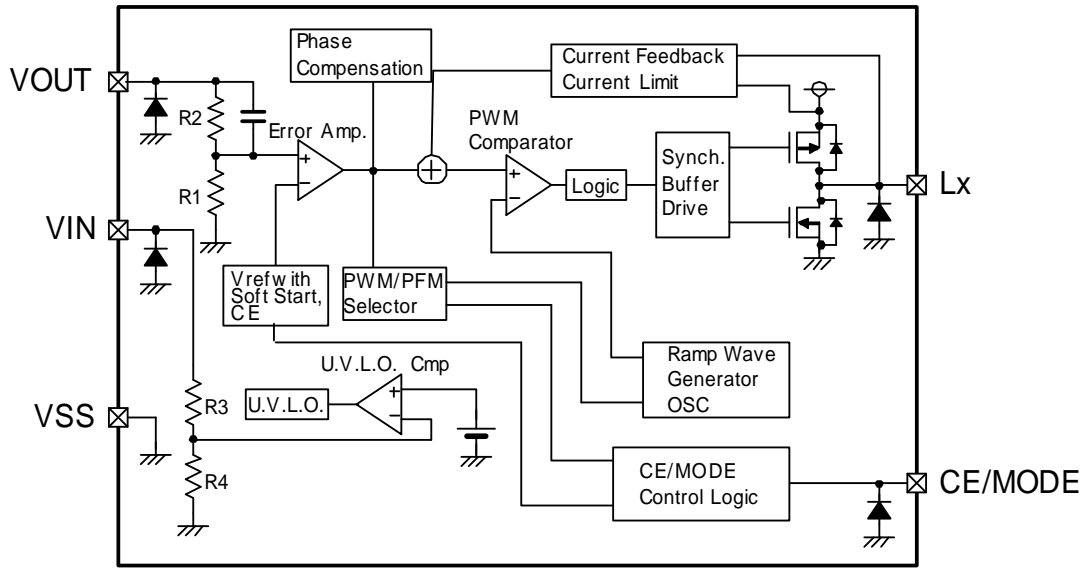 Phase
Compensation
Current Feedback
Current Limit
VOUT
R2
Error Amp.
PWM
Comparator
+
−
+
−
Logic
Synch.
Buffer
Drive
Lx
R1
VIN
Vref with
Soft Start,
CE
PWM/PFM
Selector
Ramp Wave
Generator
OSC
U.V.L.O. Cmp
U.V.L.O.
+
−
R3
VSS
R4
CE/MODE
Control Logic
CE/MODE